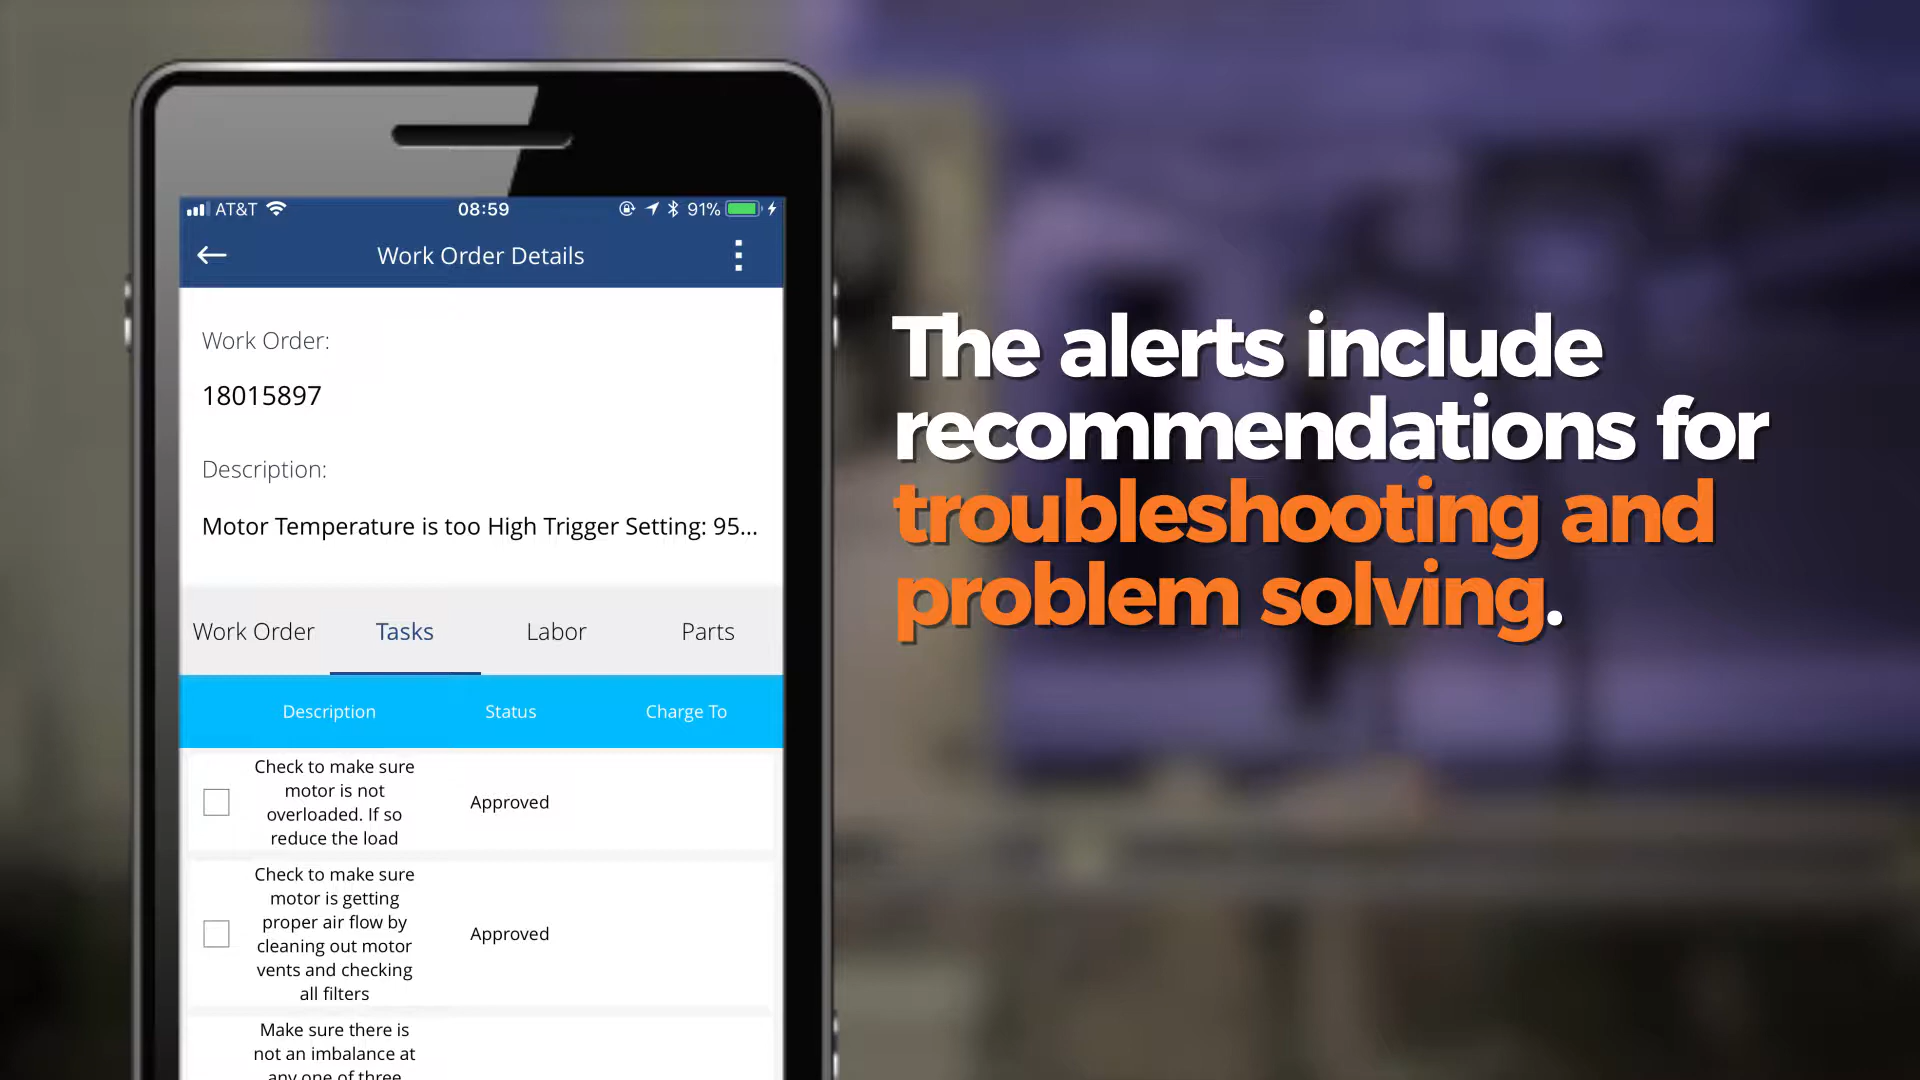 AT&T 08:59 91%
Work Order Details
Work Order:
18015897
Description:
Motor Temperature is too High Trigger Setting: 95...
Work Order Tasks Labor Parts
Description Status Charge To
Check to make sure
motor is not
overloaded. If so
reduce the load
Approved
Check to make sure
motor is getting
proper air flow by
cleaning out motor
vents and checking
all filters
Approved
Make sure there is
not an imbalance at
any one of three
The alerts include
recommendations for
troubleshooting and
problem solving.